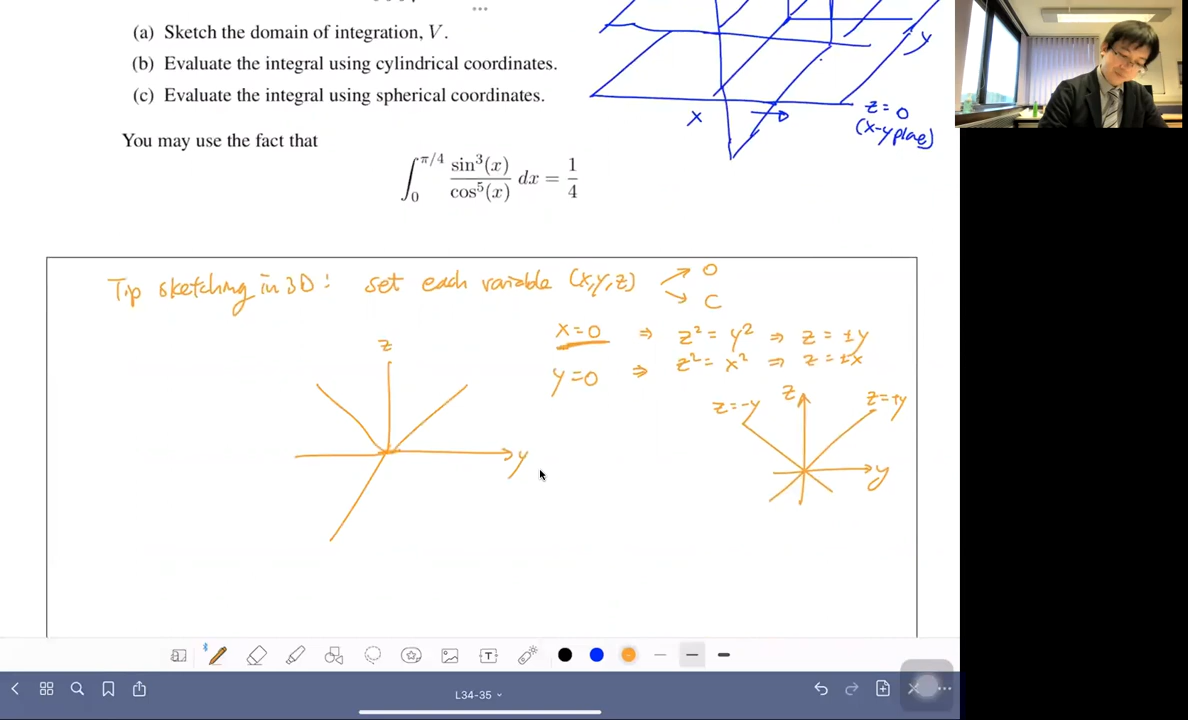 (a) Sketch the domain of integration, V.
(b) Evaluate the integral using cylindrical coordinates.
(c) Evaluate the integral using spherical coordinates.
You may use the fact that
∫₀^{π/4} sin³(x)/cos⁵(x) dx = 1/4
y
x
z=0
(x-y plane)
Tip sketching in 3D: set each variable (x,y,z) ↗ 0
↘ C
x=0 ⇒ z² = y² ⇒ z = ±y
y=0 ⇒ z² = x² ⇒ z = ±x
z
y
z=-y
z
z=+y
y
L34-35